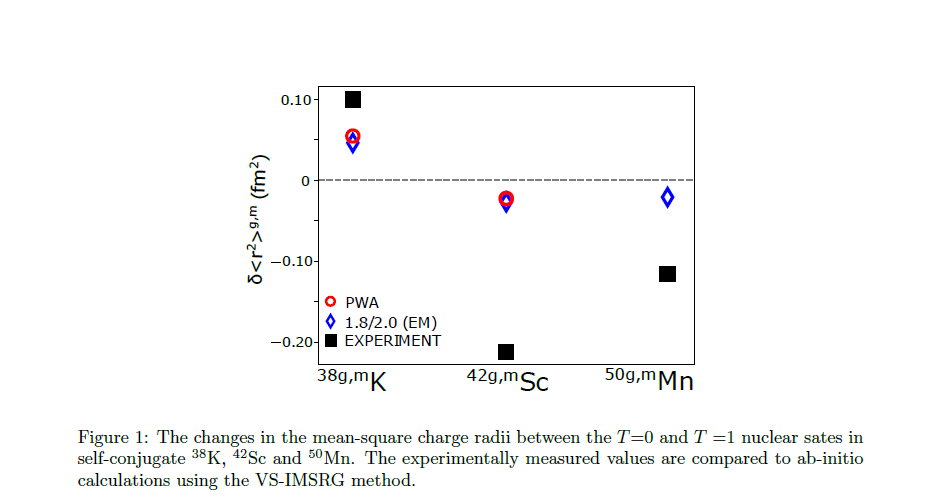 0.10
0
−0.10
−0.20
δ<r²>ᵍ,ᵐ (fm²)
PWA
1.8/2.0 (EM)
EXPERIMENT
³⁸ᵍ,ᵐK ⁴²ᵍ,ᵐSc ⁵⁰ᵍ,ᵐMn
Figure 1: The changes in the mean-square charge radii between the T=0 and T =1 nuclear sates in
self-conjugate ³⁸K, ⁴²Sc and ⁵⁰Mn. The experimentally measured values are compared to ab-initio
calculations using the VS-IMSRG method.